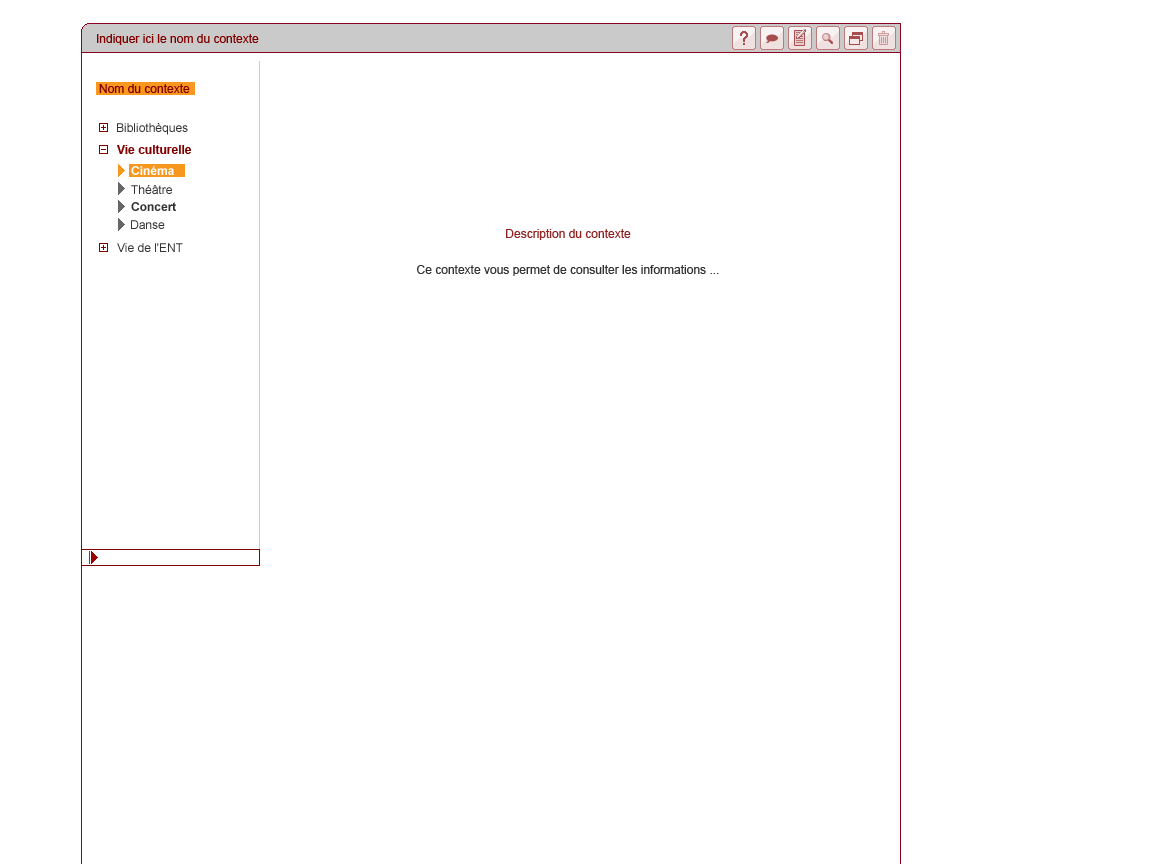 Indiquer ici le nom du contexte
?
Nom du contexte
Bibliothèques
Vie culturelle
Cinéma
Théâtre
Concert
Danse
Vie de l'ENT
Description du contexte
Ce contexte vous permet de consulter les informations ...